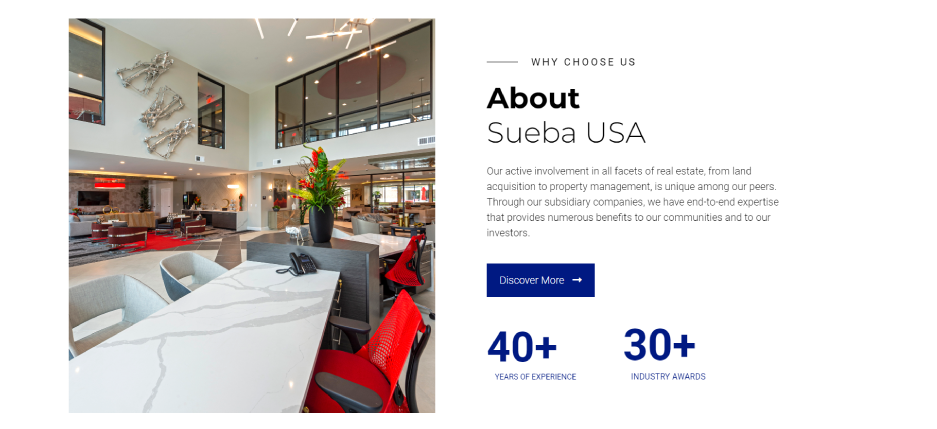 WHY CHOOSE US
About
Sueba USA
Our active involvement in all facets of real estate, from land
acquisition to property management, is unique among our peers.
Through our subsidiary companies, we have end-to-end expertise
that provides numerous benefits to our communities and to our
investors.
Discover More
40+ 30+
YEARS OF EXPERIENCE INDUSTRY AWARDS